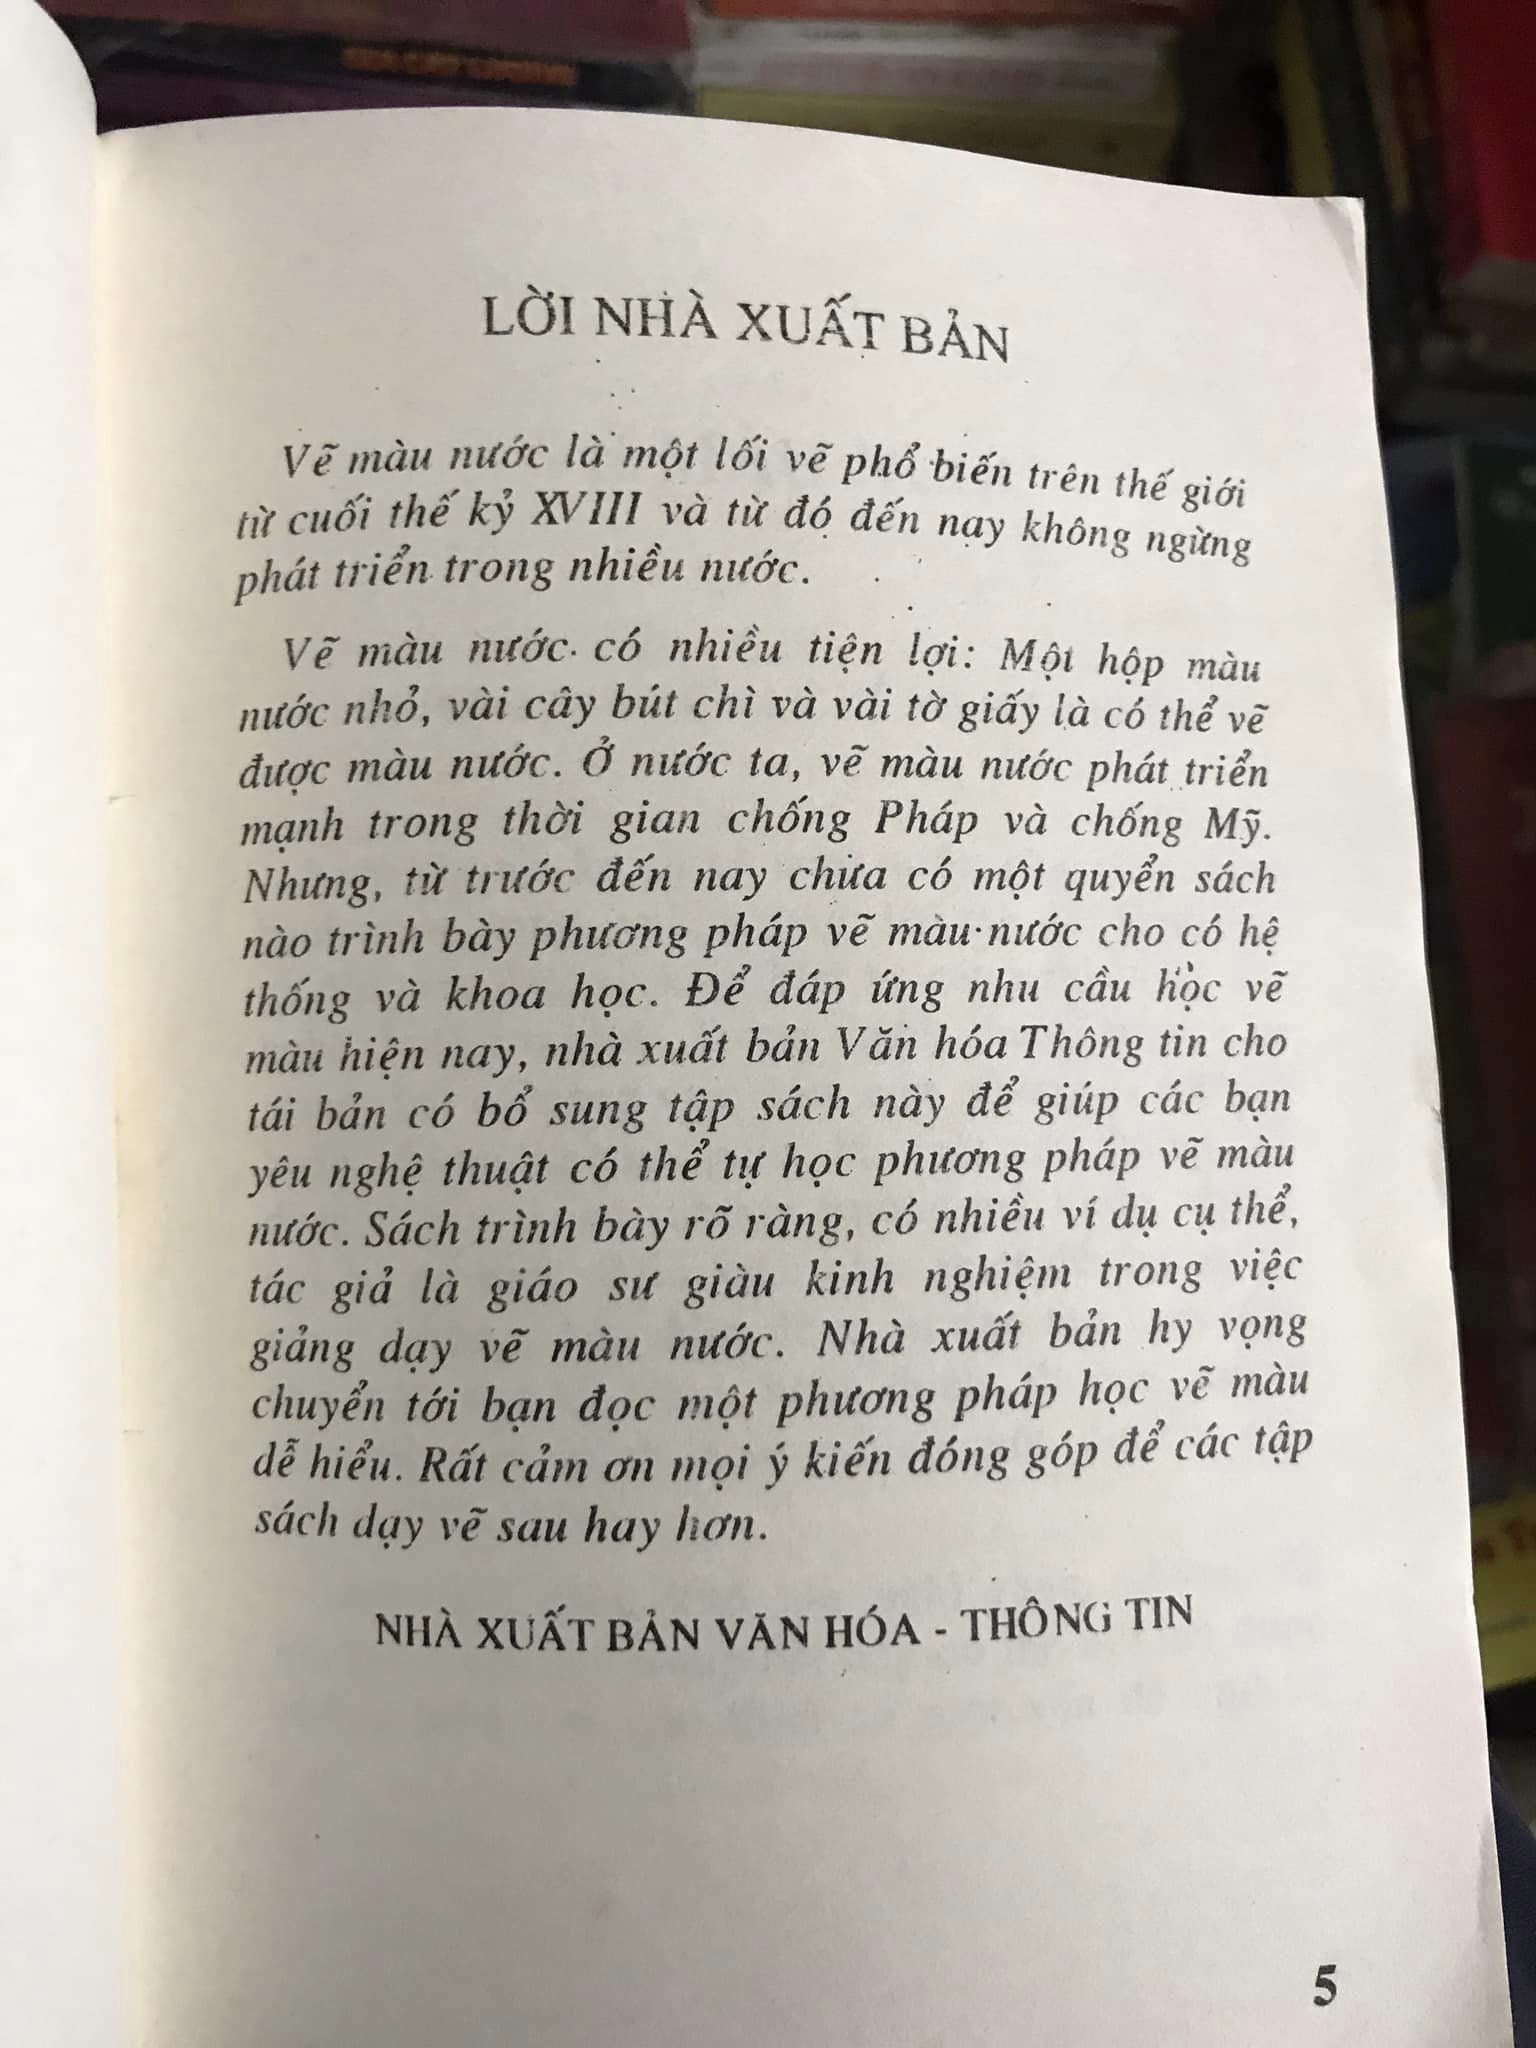 LỜI NHÀ XUẤT BẢN
Vẽ màu nước là một lối vẽ phổ biến trên thế giới
từ cuối thế kỷ XVIII và từ đó đến nay không ngừng
phát triển trong nhiều nước.
Vẽ màu nước có nhiều tiện lợi: Một hộp màu
nước nhỏ, vài cây bút chì và vài tờ giấy là có thể vẽ
được màu nước. Ở nước ta, vẽ màu nước phát triển
mạnh trong thời gian chống Pháp và chống Mỹ.
Nhưng, từ trước đến nay chưa có một quyển sách
nào trình bày phương pháp vẽ màu nước cho có hệ
thống và khoa học. Để đáp ứng nhu cầu học vẽ
màu hiện nay, nhà xuất bản Văn hóa Thông tin cho
tái bản có bổ sung tập sách này để giúp các bạn
yêu nghệ thuật có thể tự học phương pháp vẽ màu
nước. Sách trình bày rõ ràng, có nhiều ví dụ cụ thể,
tác giả là giáo sư giàu kinh nghiệm trong việc
giảng dạy vẽ màu nước. Nhà xuất bản hy vọng
chuyển tới bạn đọc một phương pháp học vẽ màu
dễ hiểu. Rất cảm ơn mọi ý kiến đóng góp để các tập
sách dạy vẽ sau hay hơn.
NHÀ XUẤT BẢN VĂN HÓA - THÔNG TIN
5